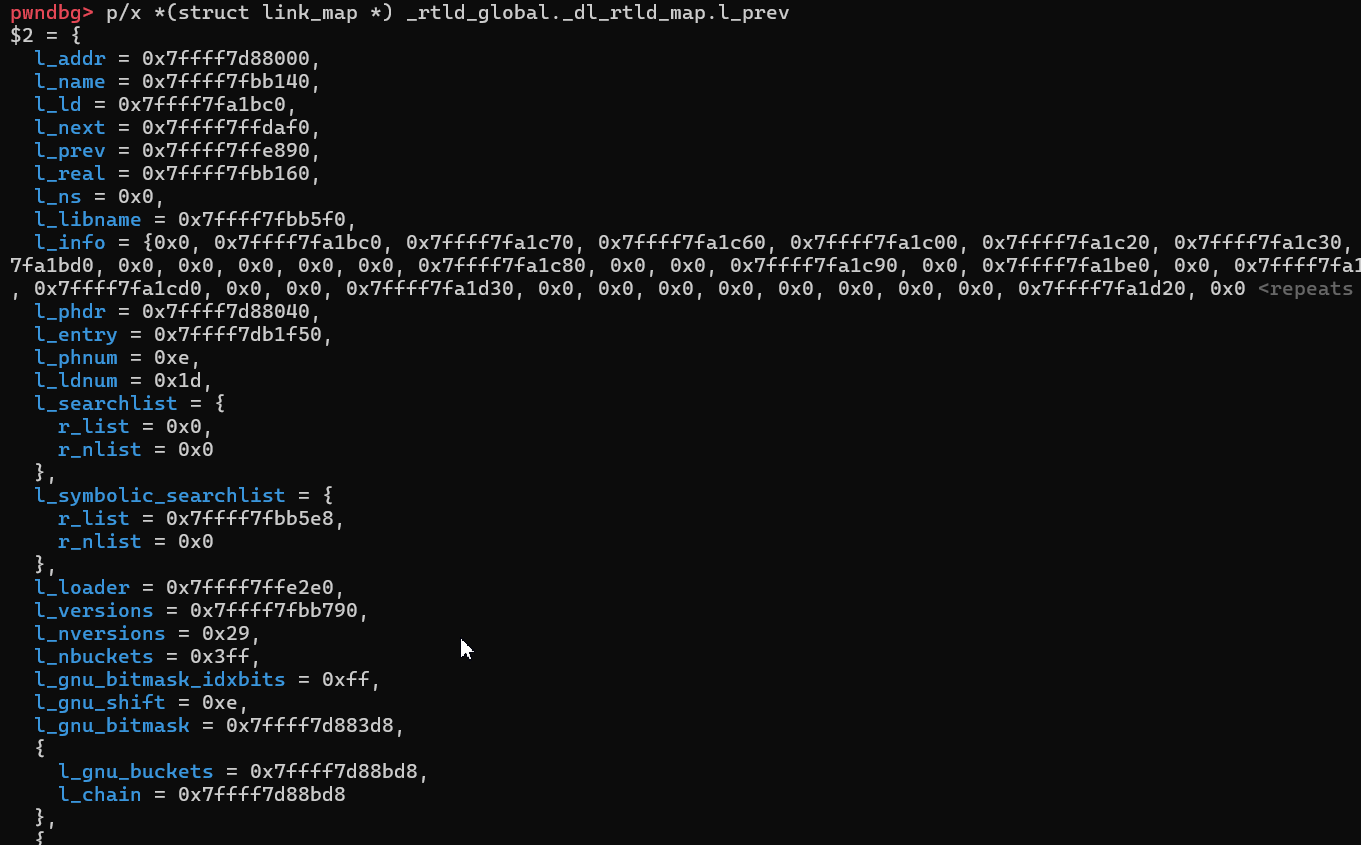 pwndbg> p/x *(struct link_map *) _rtld_global._dl_rtld_map.l_prev
$2 = {
  l_addr = 0x7ffff7d88000,
  l_name = 0x7ffff7fbb140,
  l_ld = 0x7ffff7fa1bc0,
  l_next = 0x7ffff7ffdaf0,
  l_prev = 0x7ffff7ffe890,
  l_real = 0x7ffff7fbb160,
  l_ns = 0x0,
  l_libname = 0x7ffff7fbb5f0,
  l_info = {0x0, 0x7ffff7fa1bc0, 0x7ffff7fa1c70, 0x7ffff7fa1c60, 0x7ffff7fa1c00, 0x7ffff7fa1c20, 0x7ffff7fa1c30,
7fa1bd0, 0x0, 0x0, 0x0, 0x0, 0x0, 0x7ffff7fa1c80, 0x0, 0x0, 0x7ffff7fa1c90, 0x0, 0x7ffff7fa1be0, 0x0, 0x7ffff7fa1
, 0x7ffff7fa1cd0, 0x0, 0x0, 0x7ffff7fa1d30, 0x0, 0x0, 0x0, 0x0, 0x0, 0x0, 0x0, 0x0, 0x7ffff7fa1d20, 0x0 <repeats
  l_phdr = 0x7ffff7d88040,
  l_entry = 0x7ffff7db1f50,
  l_phnum = 0xe,
  l_ldnum = 0x1d,
  l_searchlist = {
    r_list = 0x0,
    r_nlist = 0x0
  },
  l_symbolic_searchlist = {
    r_list = 0x7ffff7fbb5e8,
    r_nlist = 0x0
  },
  l_loader = 0x7ffff7ffe2e0,
  l_versions = 0x7ffff7fbb790,
  l_nversions = 0x29,
  l_nbuckets = 0x3ff,
  l_gnu_bitmask_idxbits = 0xff,
  l_gnu_shift = 0xe,
  l_gnu_bitmask = 0x7ffff7d883d8,
  {
    l_gnu_buckets = 0x7ffff7d88bd8,
    l_chain = 0x7ffff7d88bd8
  },
  {